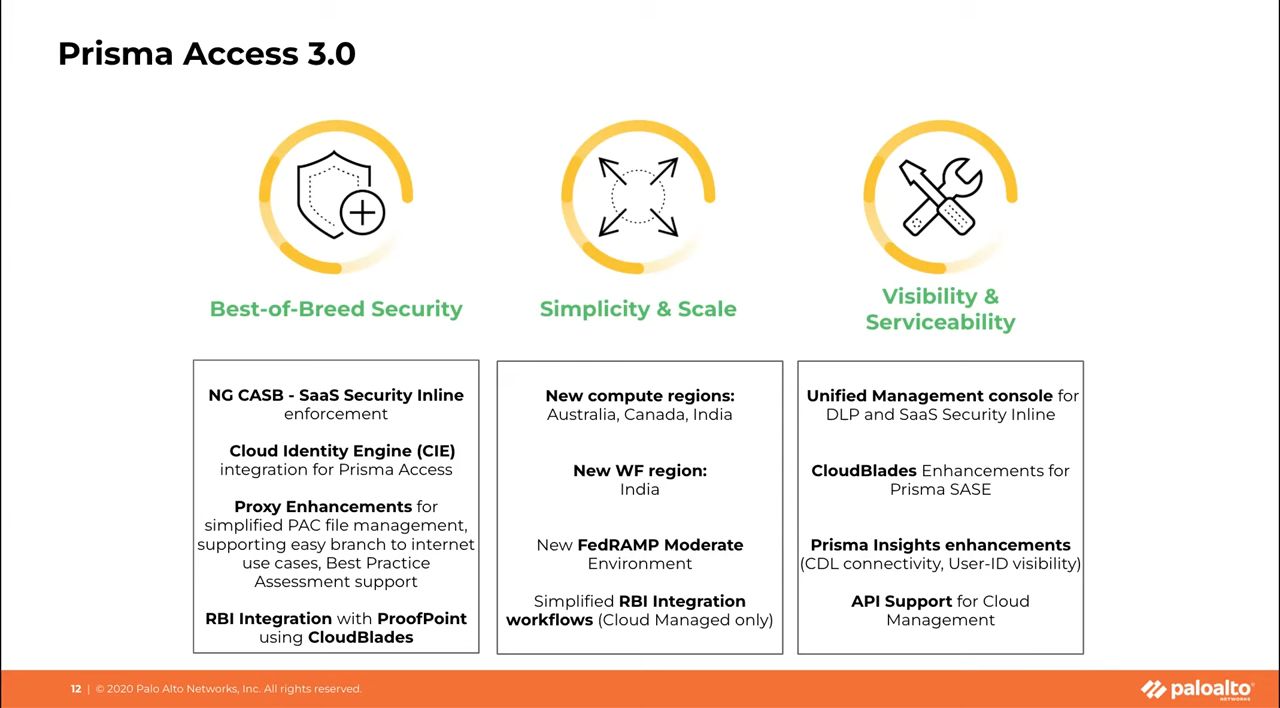 Prisma Access 3.0
Best-of-Breed Security
NG CASB - SaaS Security Inline
enforcement
Cloud Identity Engine (CIE)
integration for Prisma Access
Proxy Enhancements for
simplified PAC file management,
supporting easy branch to internet
use cases, Best Practice
Assessment support
RBI Integration with ProofPoint
using CloudBlades
Simplicity & Scale
New compute regions:
Australia, Canada, India
New WF region:
India
New FedRAMP Moderate
Environment
Simplified RBI Integration
workflows (Cloud Managed only)
Visibility &
Serviceability
Unified Management console for
DLP and SaaS Security Inline
CloudBlades Enhancements for
Prisma SASE
Prisma Insights enhancements
(CDL connectivity, User-ID visibility)
API Support for Cloud
Management
12 | © 2020 Palo Alto Networks, Inc. All rights reserved.
paloalto
NETWORKS